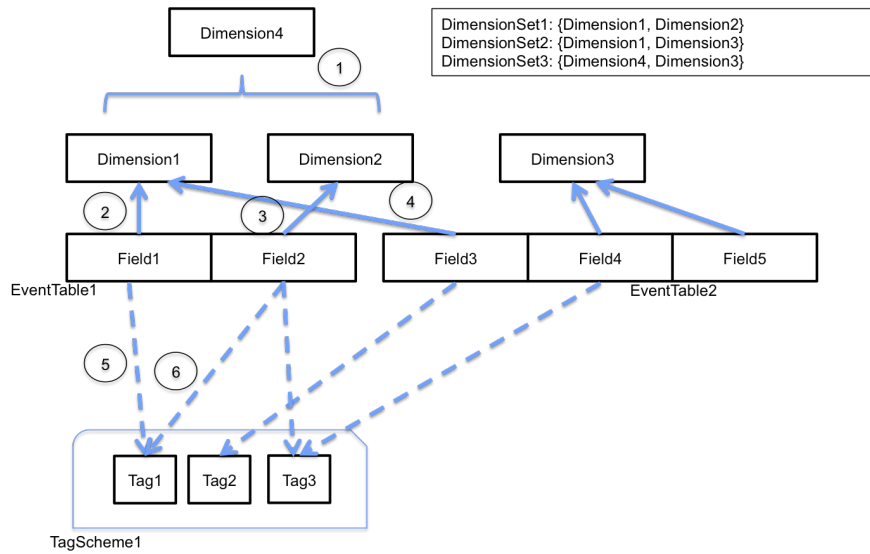 Dimension4
DimensionSet1: {Dimension1, Dimension2}
DimensionSet2: {Dimension1, Dimension3}
DimensionSet3: {Dimension4, Dimension3}
1
Dimension1
Dimension2
Dimension3
2
3
4
Field1
Field2
Field3
Field4
Field5
EventTable1
EventTable2
5
6
Tag1
Tag2
Tag3
TagScheme1